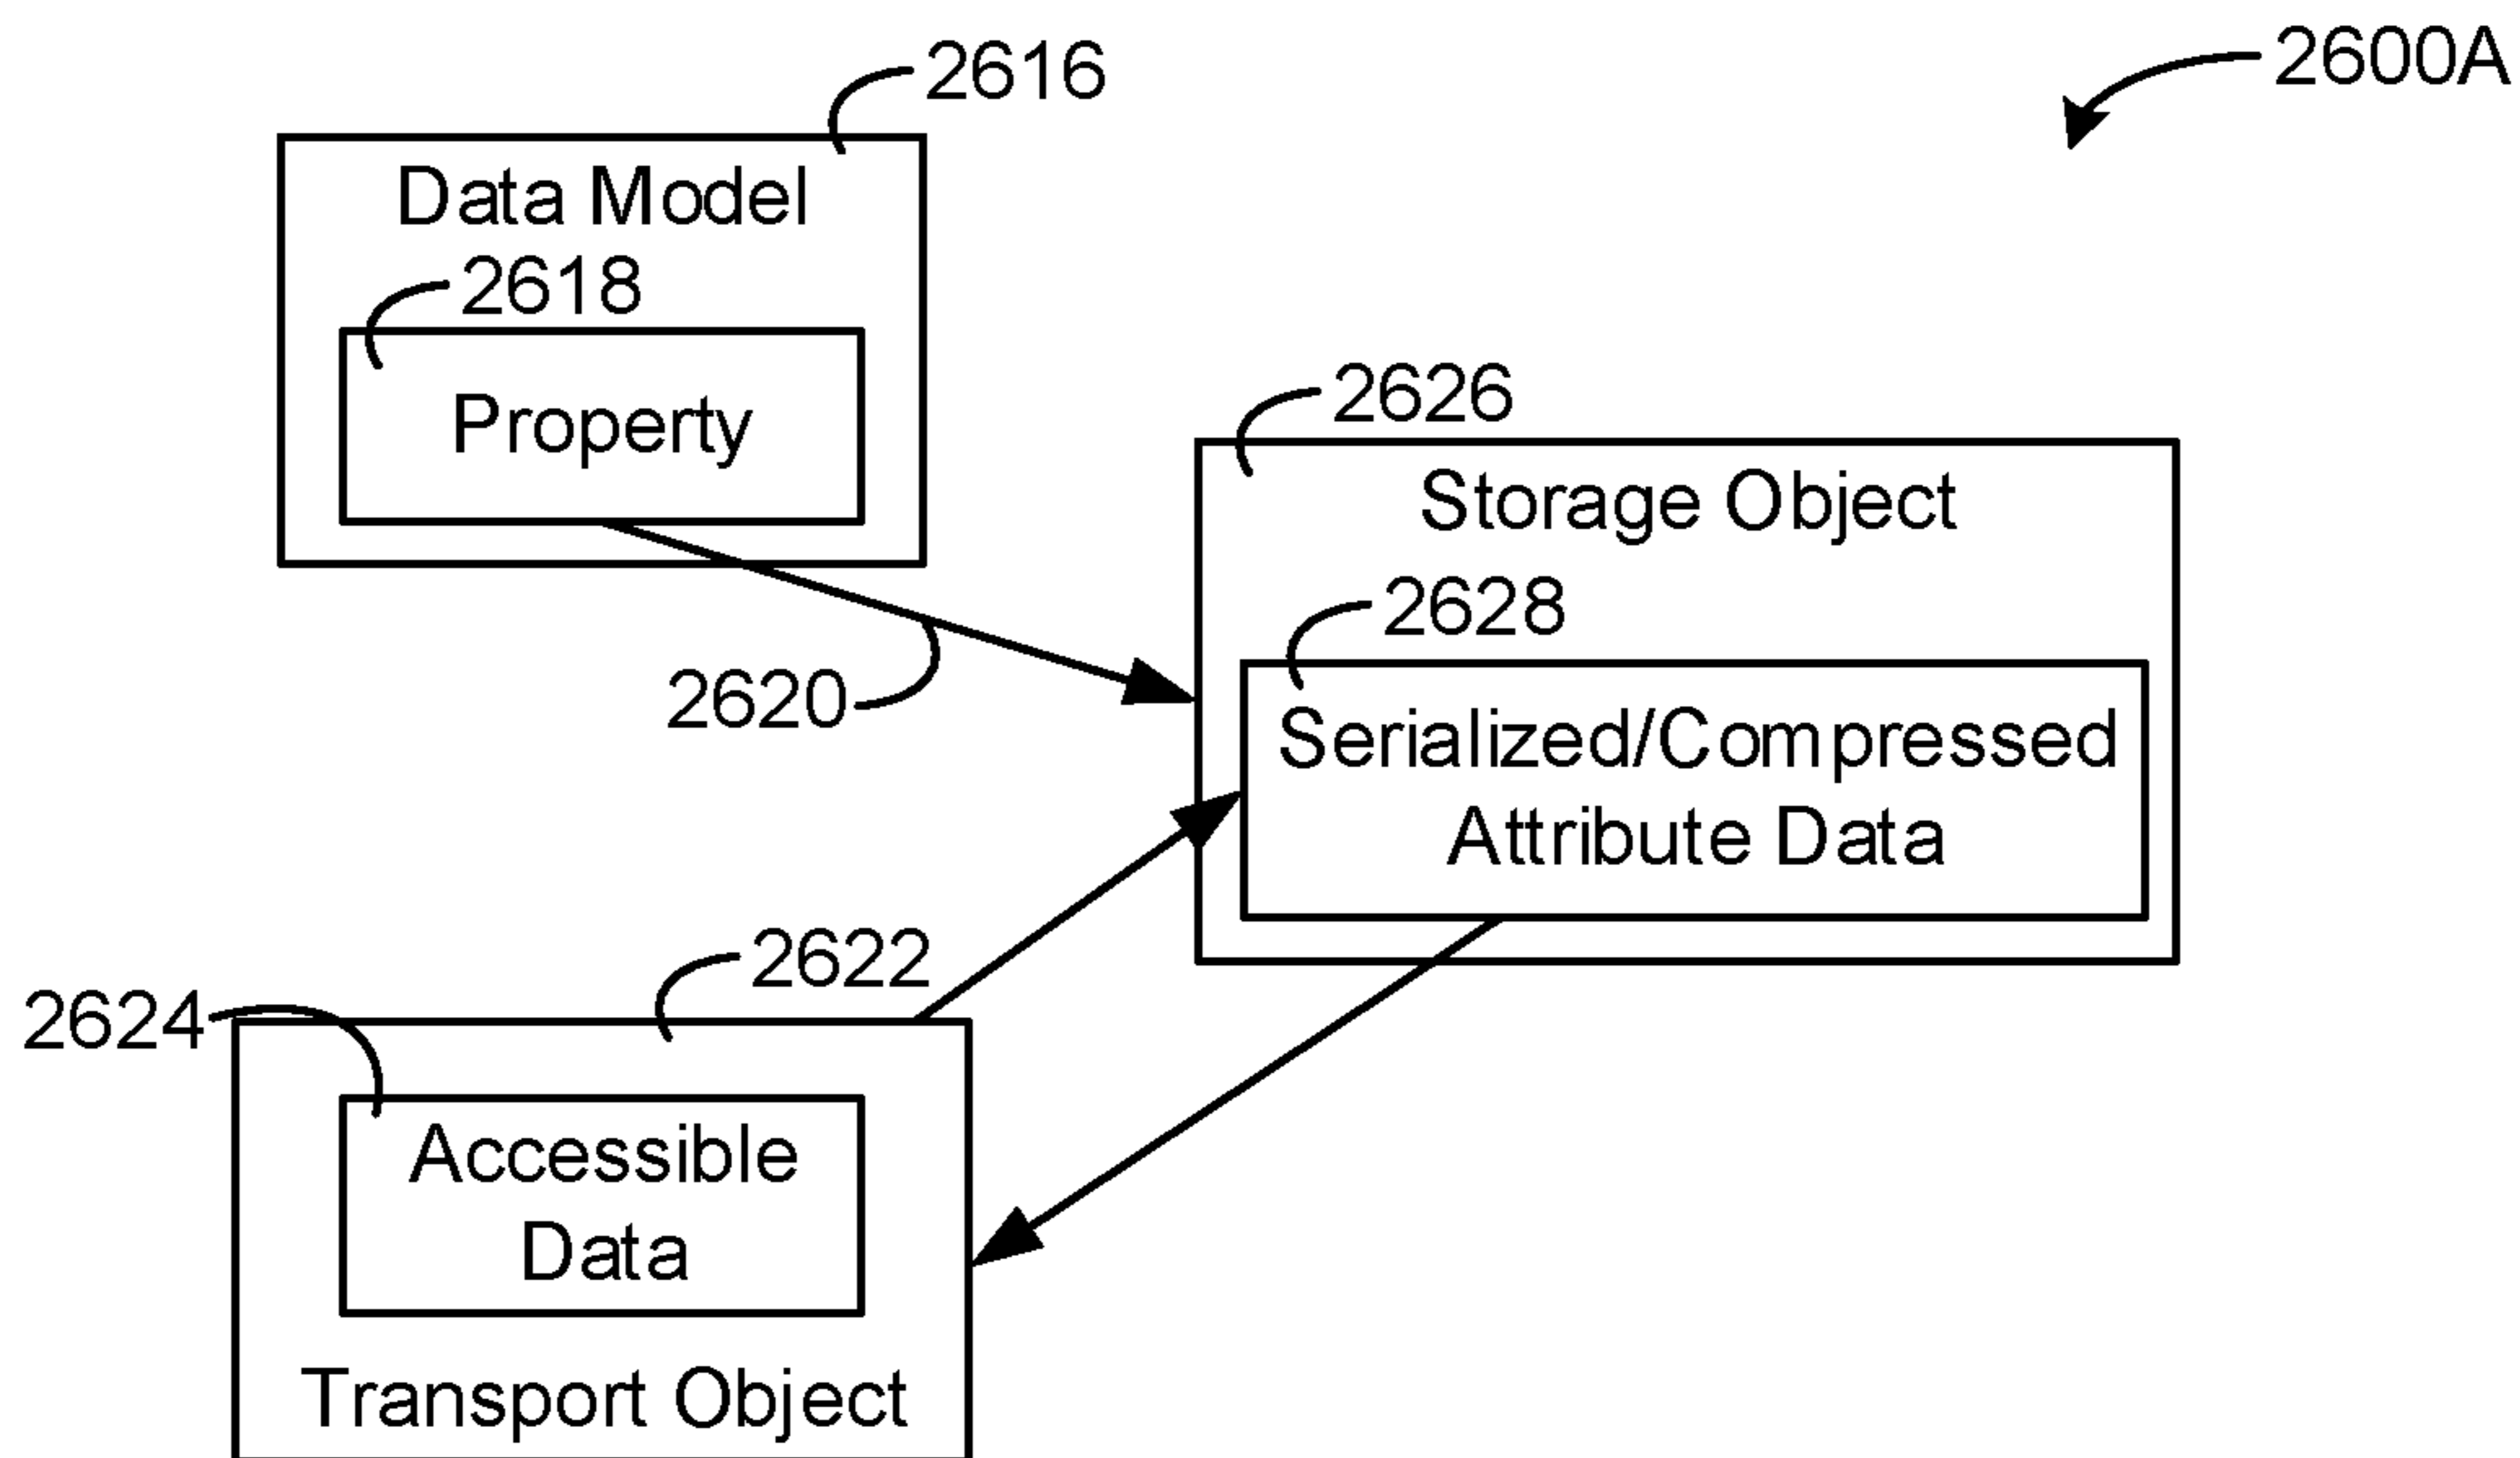 2600A
2616
Data Model
2618
Property
2626
Storage Object
2628
Serialized/Compressed
Attribute Data
2620
2622
2624
Accessible
Data
Transport Object